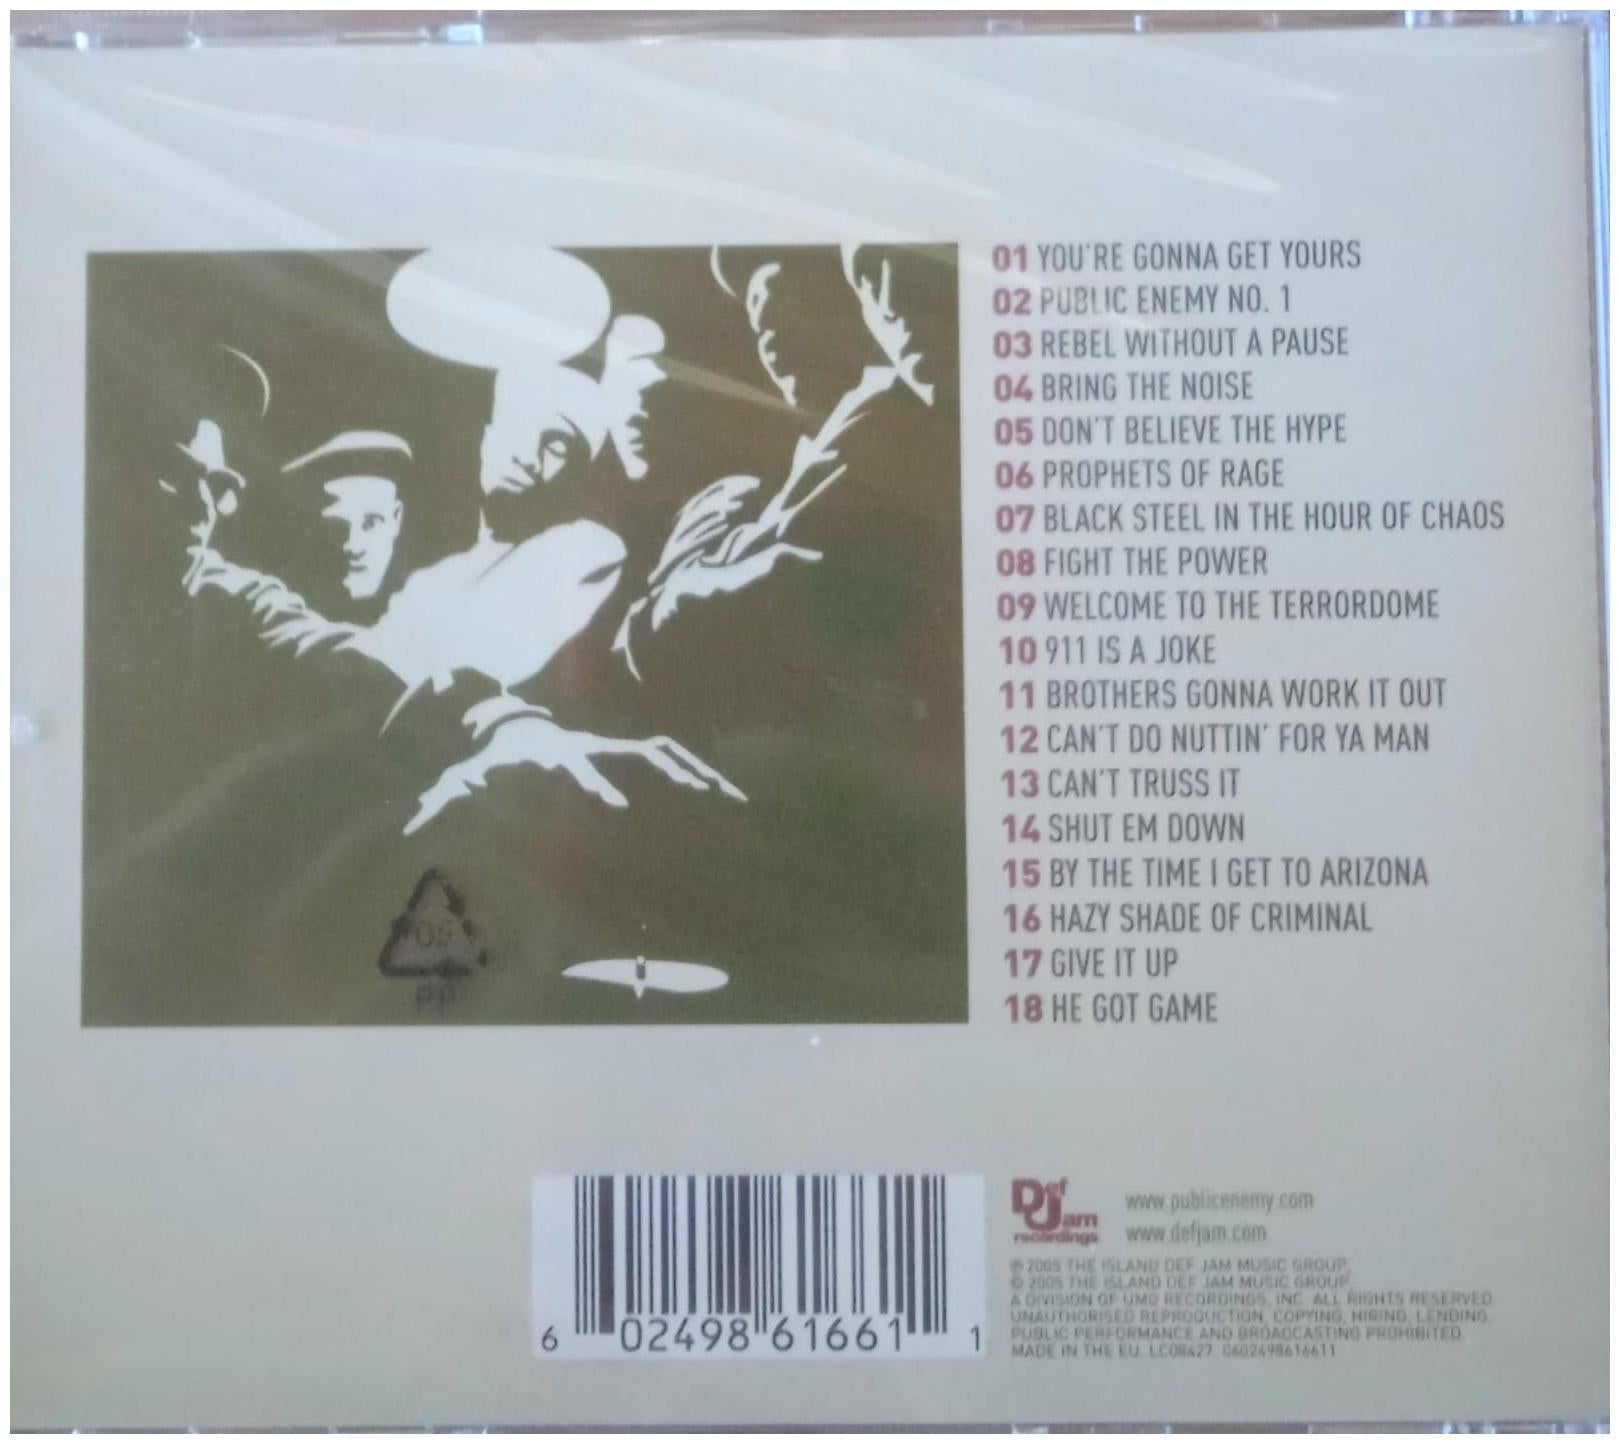 01 YOU'RE GONNA GET YOURS
02 PUBLIC ENEMY NO. 1
03 REBEL WITHOUT A PAUSE
04 BRING THE NOISE
05 DON'T BELIEVE THE HYPE
06 PROPHETS OF RAGE
07 BLACK STEEL IN THE HOUR OF CHAOS
08 FIGHT THE POWER
09 WELCOME TO THE TERRORDOME
10 911 IS A JOKE
11 BROTHERS GONNA WORK IT OUT
12 CAN'T DO NUTTIN' FOR YA MAN
13 CAN'T TRUSS IT
14 SHUT EM DOWN
15 BY THE TIME I GET TO ARIZONA
16 HAZY SHADE OF CRIMINAL
17 GIVE IT UP
18 HE GOT GAME
PP
6 02498 61661 1
Def Jam recordings
www.publicenemy.com
www.defjam.com
℗ 2005 THE ISLAND DEF JAM MUSIC GROUP,
© 2005 THE ISLAND DEF JAM MUSIC GROUP
A DIVISION OF UMG RECORDINGS, INC. ALL RIGHTS RESERVED.
UNAUTHORISED REPRODUCTION, COPYING, HIRING, LENDING,
PUBLIC PERFORMANCE AND BROADCASTING PROHIBITED.
MADE IN THE EU. LC08427. 0602498616611